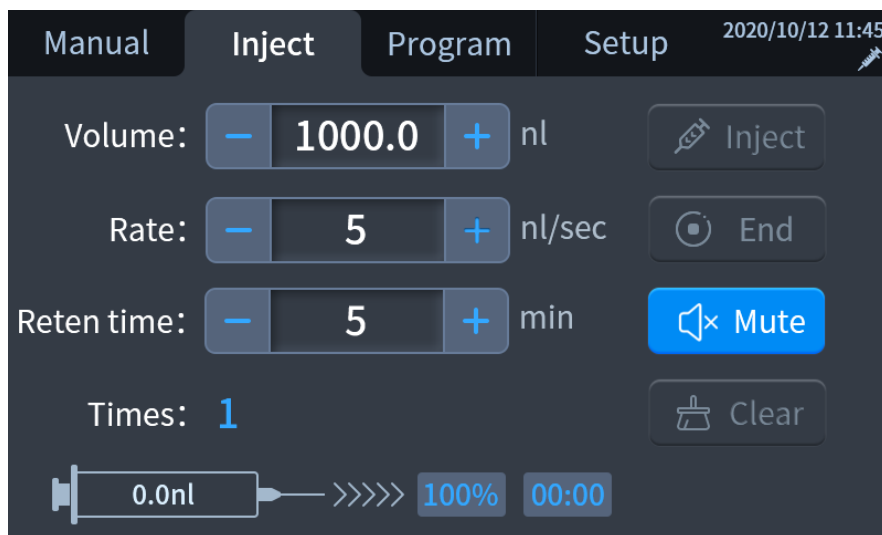 Manual Inject Program Setup 2020/10/12 11:45
Volume: − 1000.0 + nl Inject
Rate: − 5 + nl/sec End
Reten time: − 5 + min Mute
Times: 1 Clear
0.0nl 100% 00:00